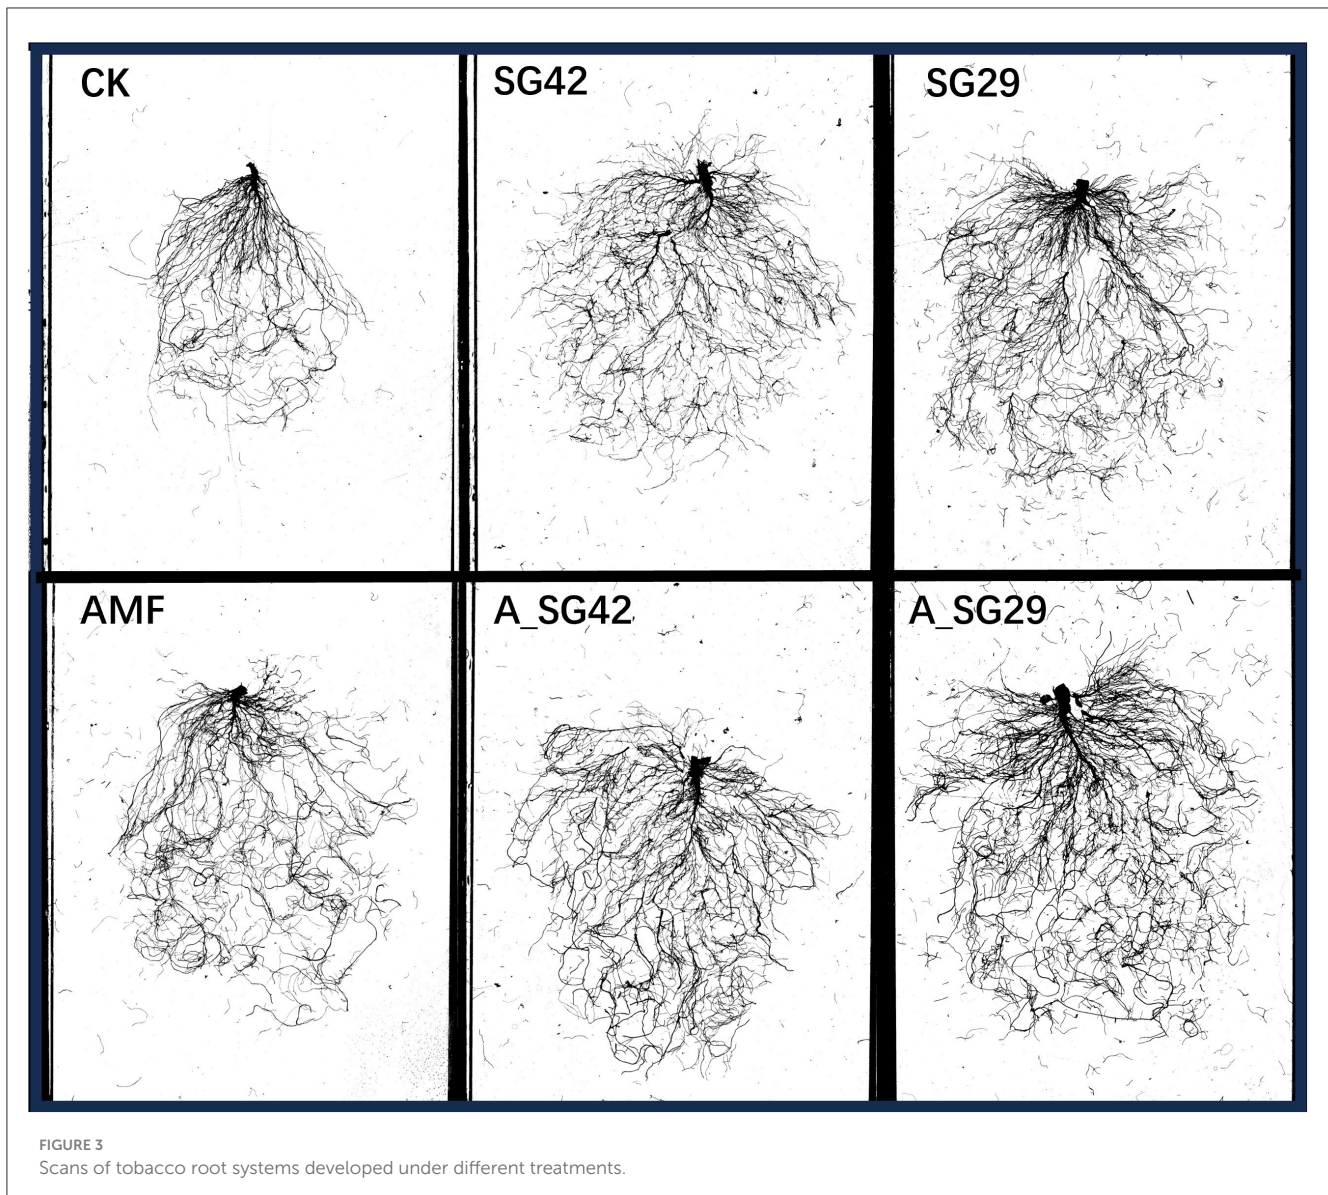 CK
SG42
SG29
AMF
A_SG42
A_SG29
FIGURE 3
Scans of tobacco root systems developed under different treatments.